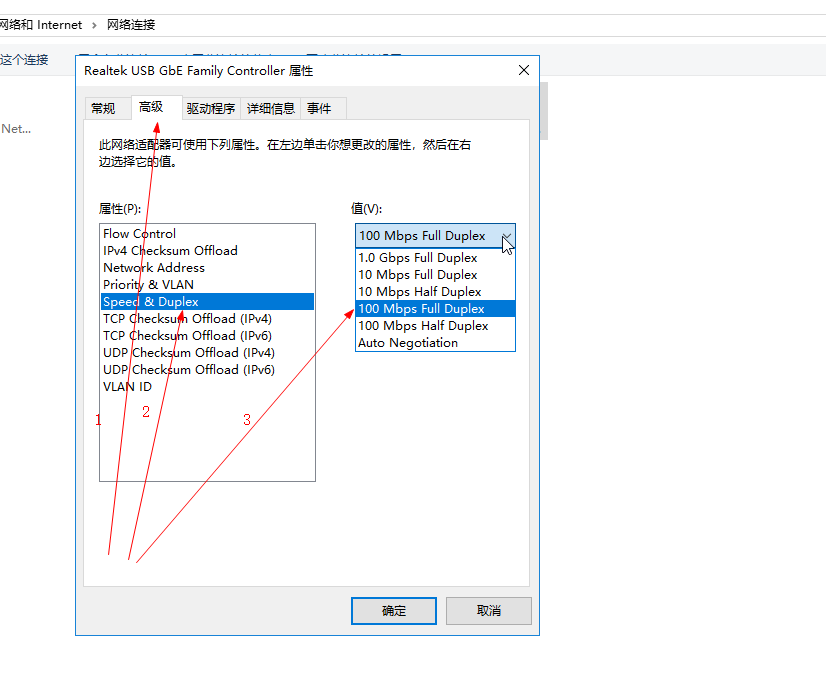 网络和 Internet › 网络连接
这个连接
Realtek USB GbE Family Controller 属性
Net...
常规 高级 驱动程序 详细信息 事件
此网络适配器可使用下列属性。在左边单击你想更改的属性，然后在右
边选择它的值。
属性(P):
Flow Control
IPv4 Checksum Offload
Network Address
Priority & VLAN
Speed & Duplex
TCP Checksum Offload (IPv4)
TCP Checksum Offload (IPv6)
UDP Checksum Offload (IPv4)
UDP Checksum Offload (IPv6)
VLAN ID
值(V):
100 Mbps Full Duplex
1.0 Gbps Full Duplex
10 Mbps Full Duplex
10 Mbps Half Duplex
100 Mbps Full Duplex
100 Mbps Half Duplex
Auto Negotiation
1 2 3
确定 取消